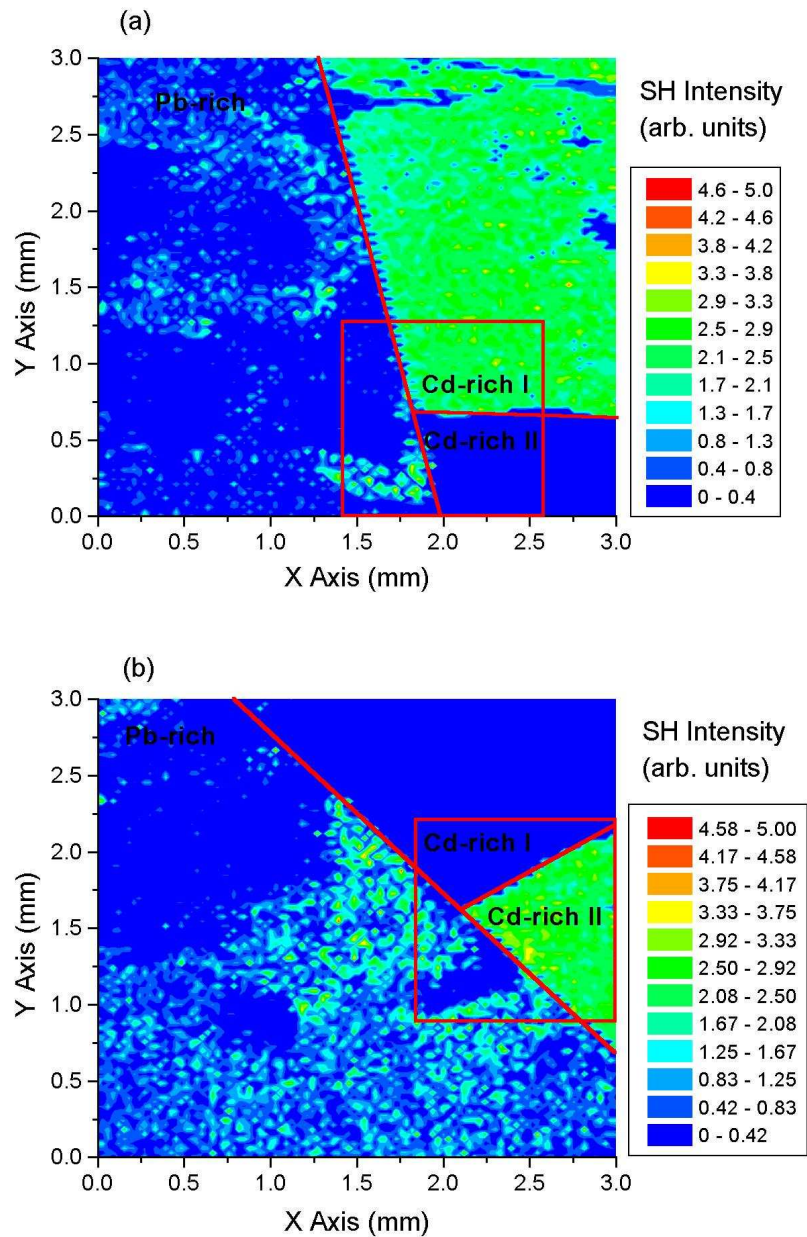 (a)
SH Intensity
(arb. units)
4.6 - 5.0
4.2 - 4.6
3.8 - 4.2
3.3 - 3.8
2.9 - 3.3
2.5 - 2.9
2.1 - 2.5
1.7 - 2.1
1.3 - 1.7
0.8 - 1.3
0.4 - 0.8
0 - 0.4
Y Axis (mm)
3.0
2.5
2.0
1.5
1.0
0.5
0.0
Pb-rich
Cd-rich I
Cd-rich II
0.0 0.5 1.0 1.5 2.0 2.5 3.0
X Axis (mm)
(b)
SH Intensity
(arb. units)
4.58 - 5.00
4.17 - 4.58
3.75 - 4.17
3.33 - 3.75
2.92 - 3.33
2.50 - 2.92
2.08 - 2.50
1.67 - 2.08
1.25 - 1.67
0.83 - 1.25
0.42 - 0.83
0 - 0.42
Y Axis (mm)
3.0
2.5
2.0
1.5
1.0
0.5
0.0
Pb-rich
Cd-rich I
Cd-rich II
0.0 0.5 1.0 1.5 2.0 2.5 3.0
X Axis (mm)